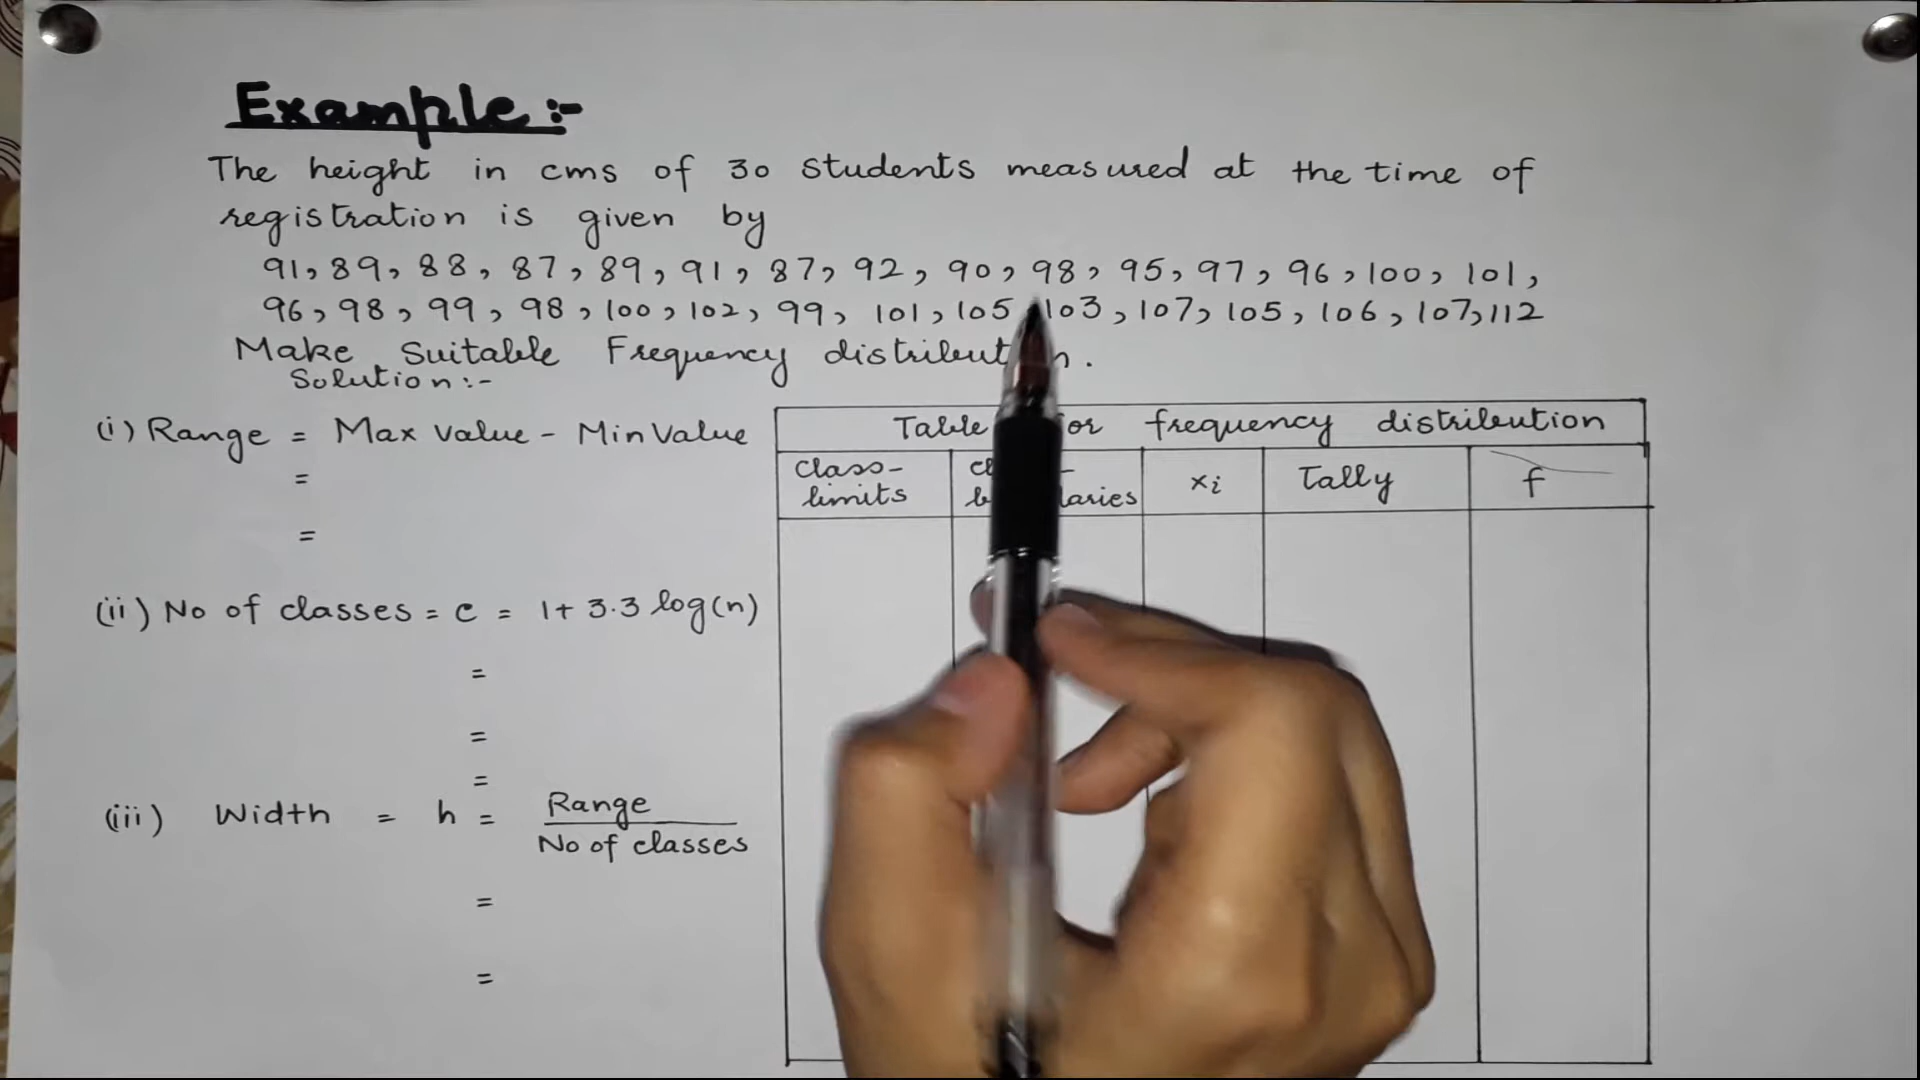 Example:-
The height in cms of 30 students measured at the time of
registration is given by
91, 89, 88, 87, 89, 91, 87, 92, 90, 98, 95, 97, 96, 100, 101,
96, 98, 99, 98, 100, 102, 99, 101, 105, 103, 107, 105, 106, 107, 112
Make Suitable Frequency
Solution:-
(i) Range = Max Value - Min Value
=
=
(ii) No of classes = c = 1+ 3.3 log(n)
=
=
=
(iii) Width = h = Range
No of classes
=
=
Table frequency distribution
class-
limits
xi
Tally
f